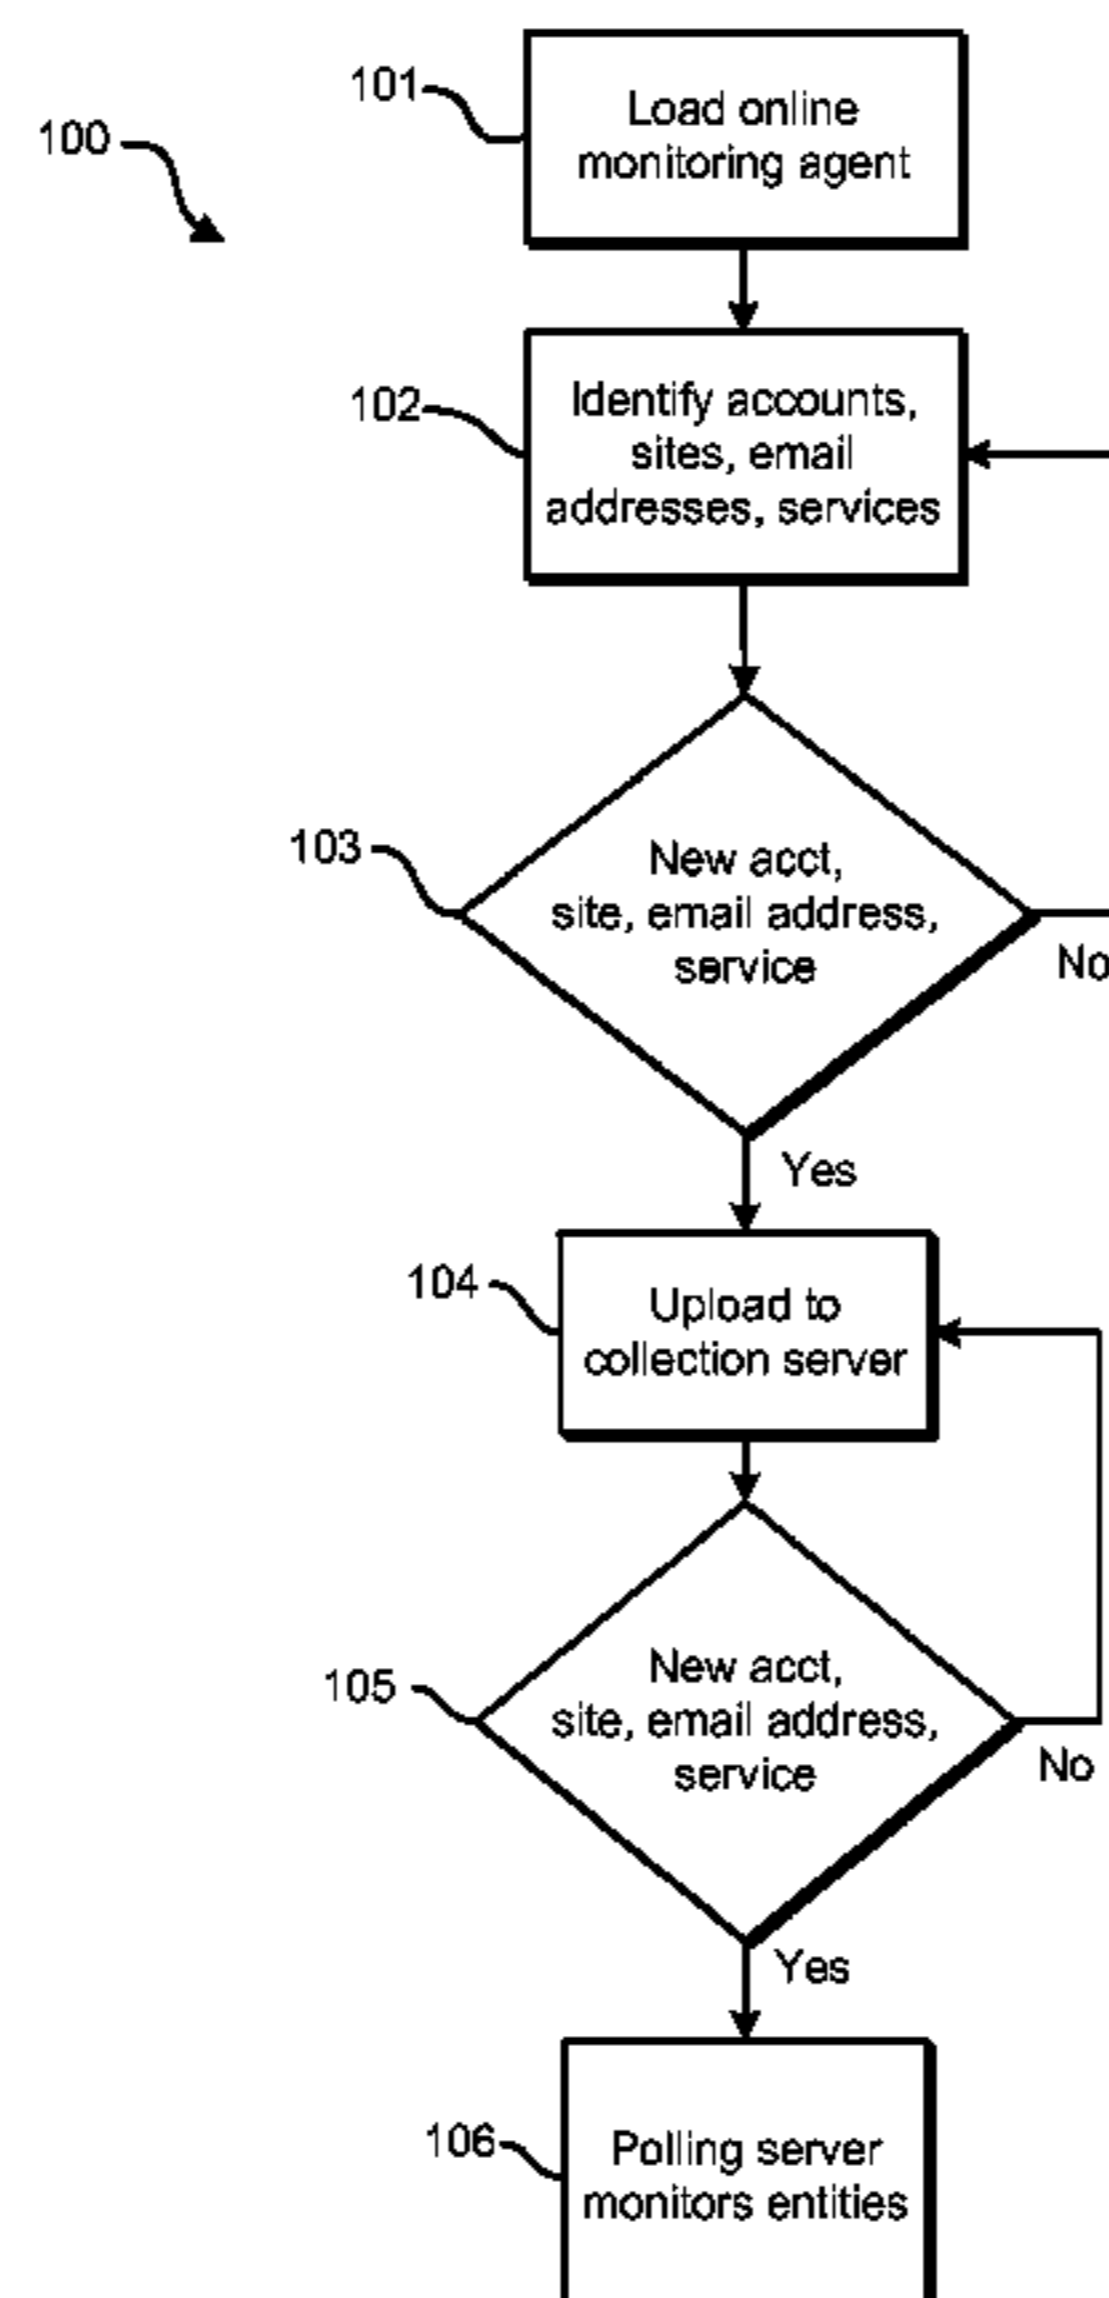 100
101
Load online
monitoring agent
102
Identify accounts,
sites, email
addresses, services
103
New acct,
site, email address,
service
No
Yes
104
Upload to
collection server
105
New acct,
site, email address,
service
No
Yes
106
Polling server
monitors entities